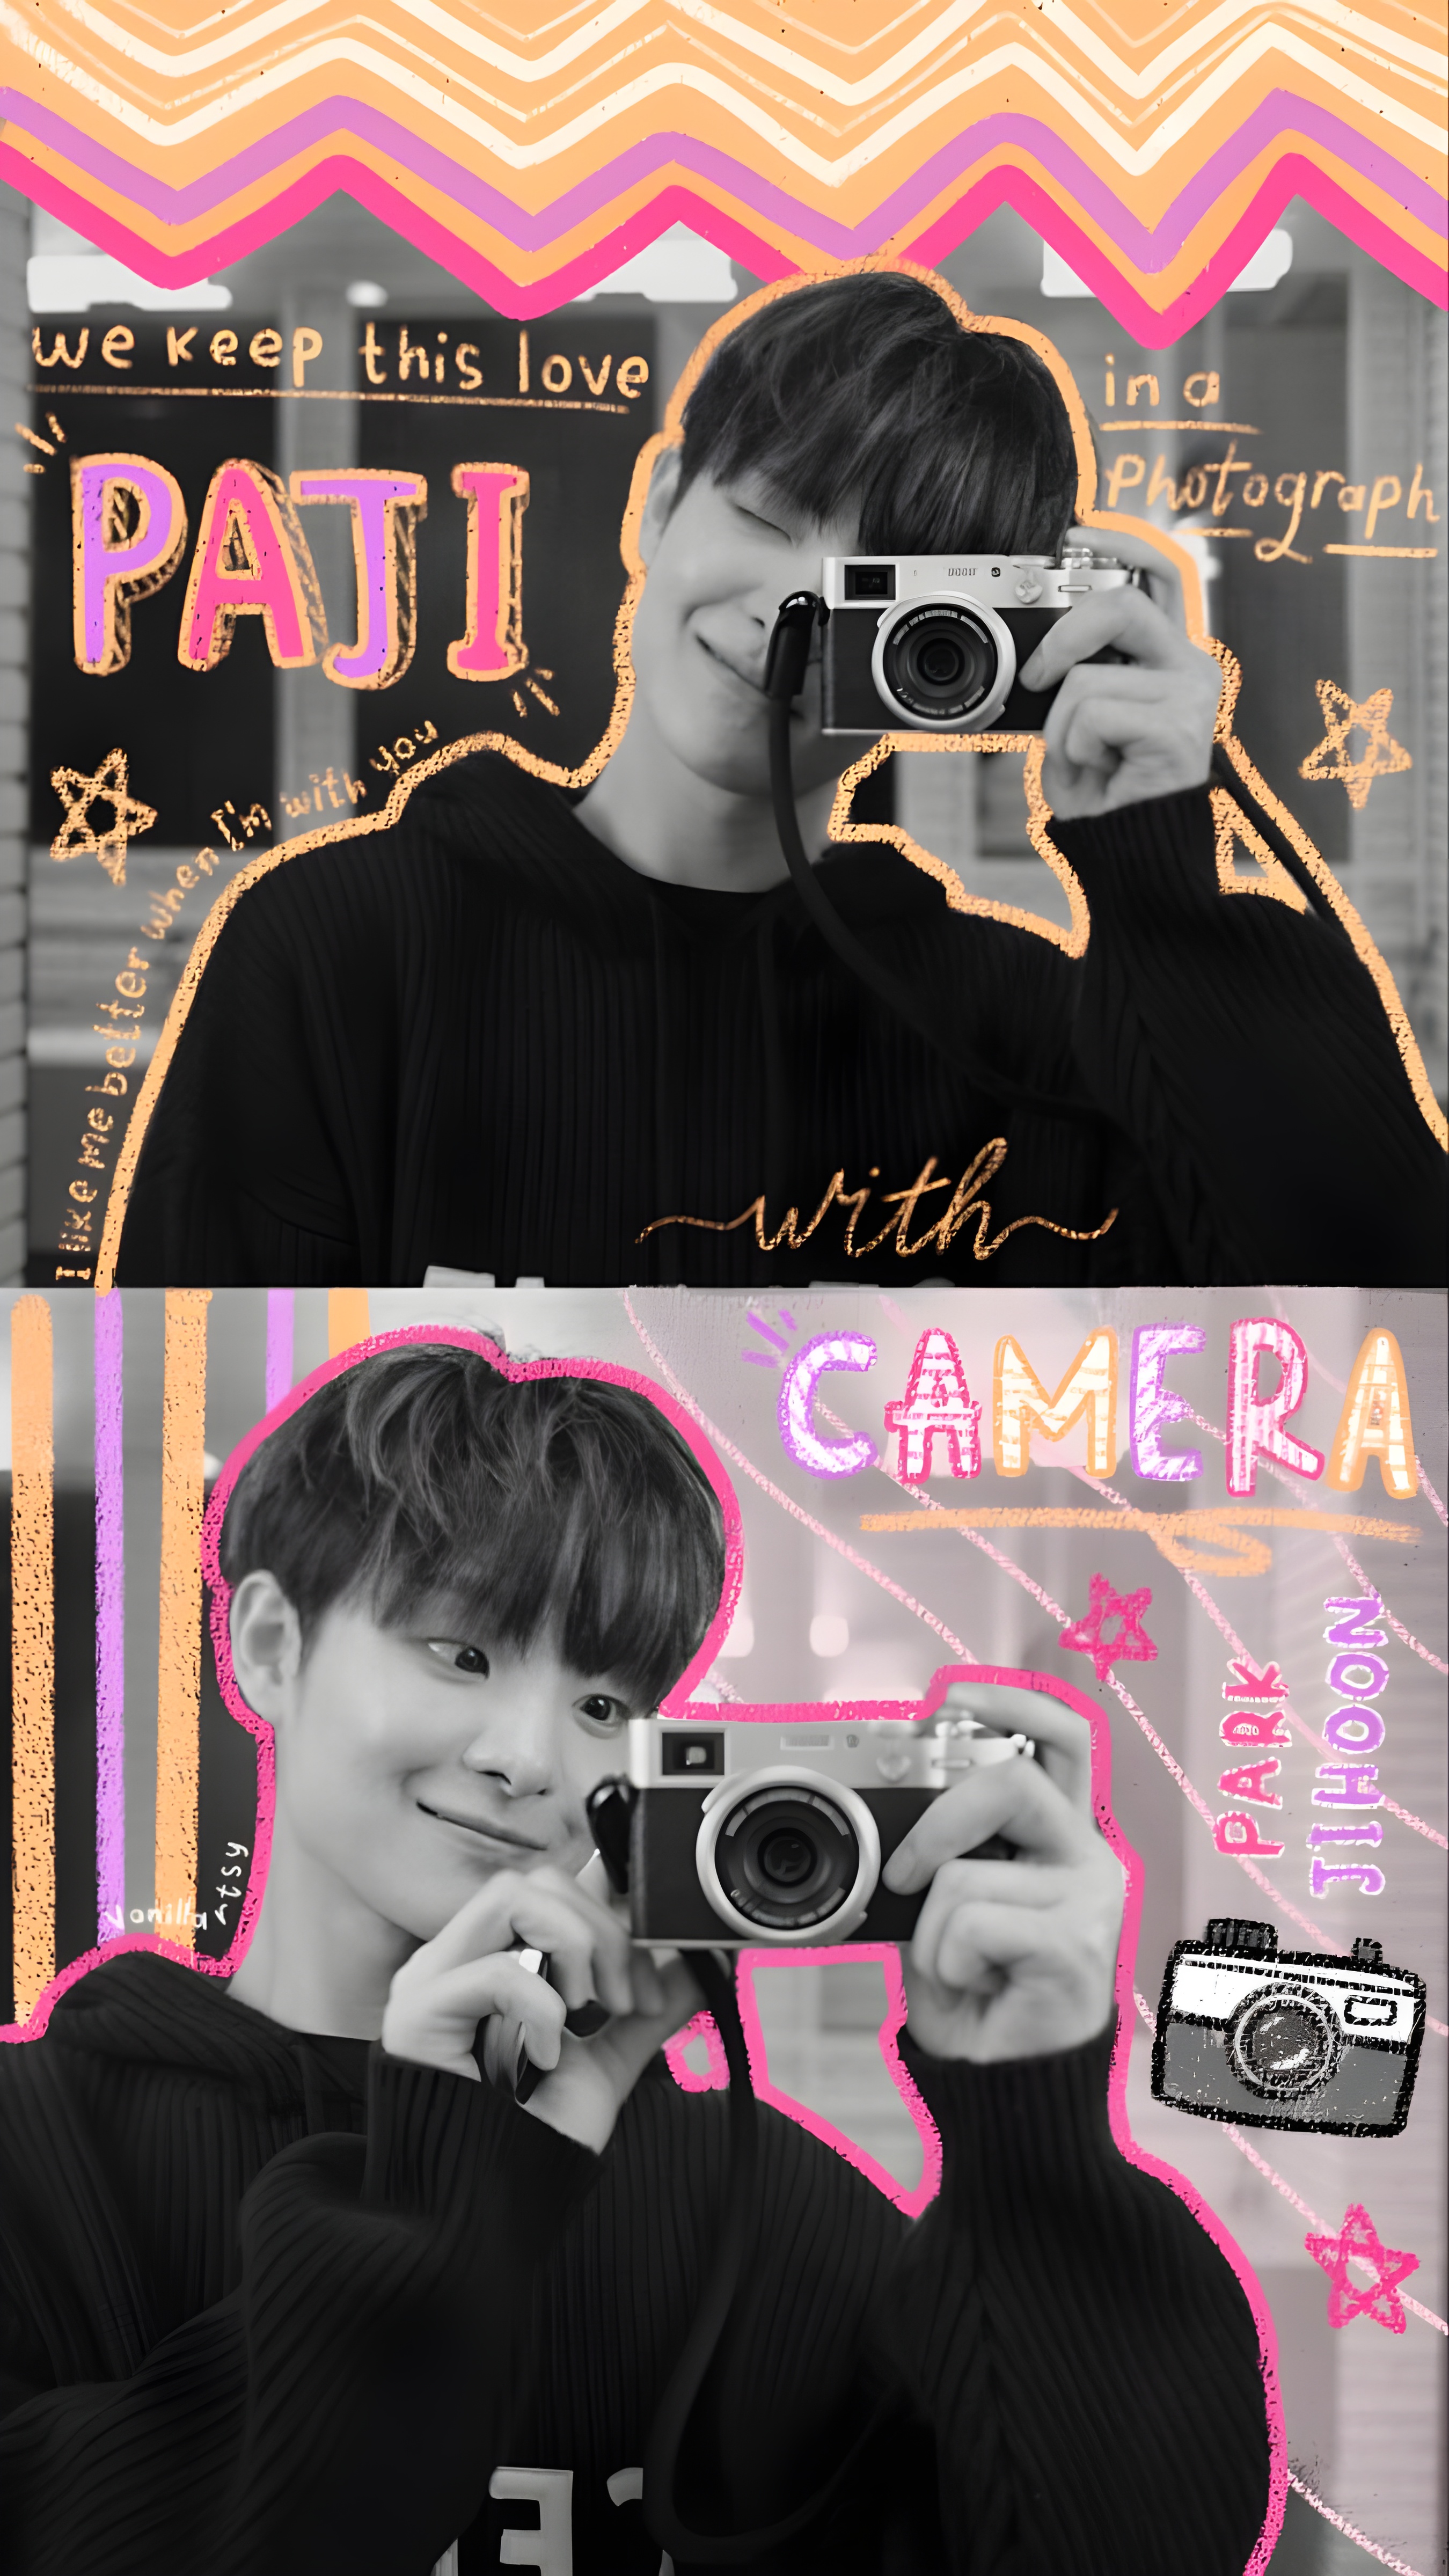 we keep this love
in a
photograph
PAJI
I like me better when I'm with you
with
CAMERA
PARK
JIHOON
vanilla
artsy